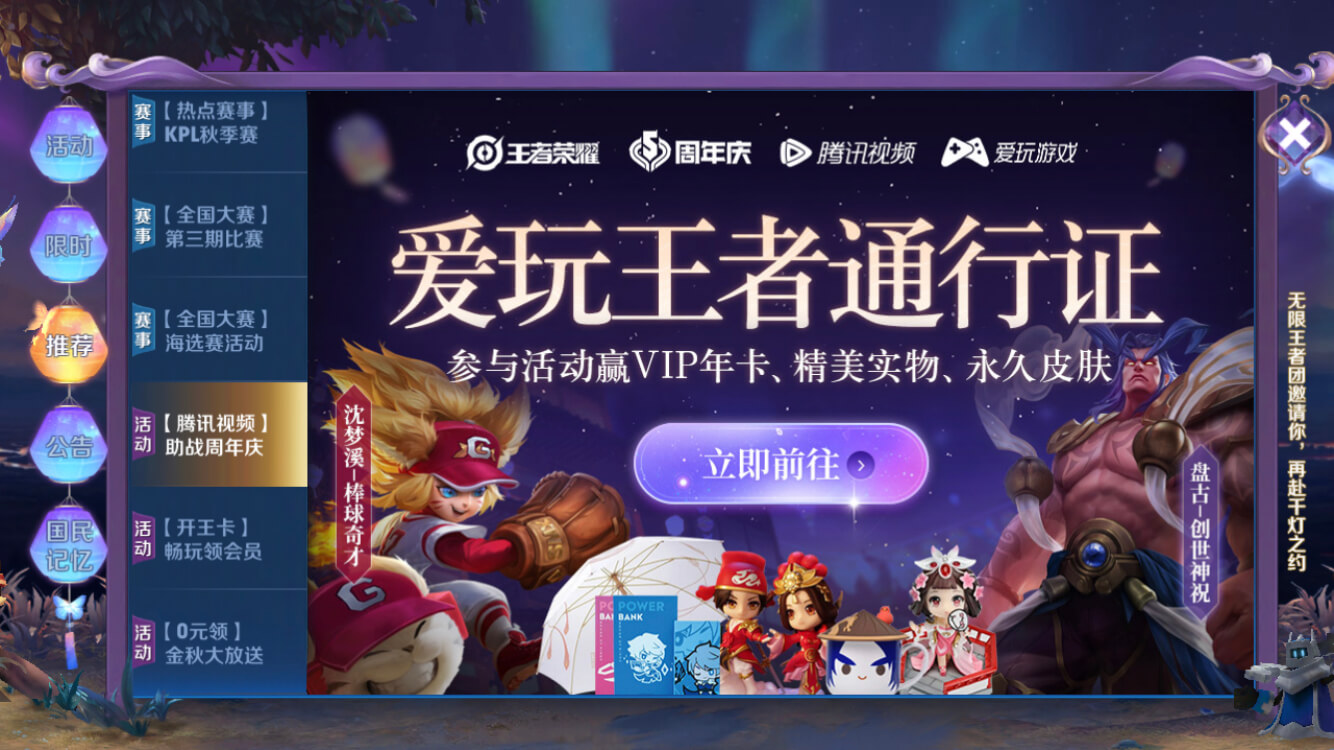 活动
限时
推荐
公告
国民
记忆
赛事
【热点赛事】
KPL秋季赛
赛事
【全国大赛】
第三期比赛
赛事
【全国大赛】
海选赛活动
活动
【腾讯视频】
助战周年庆
活动
【开王卡】
畅玩领会员
活动
【0元领】
金秋大放送
王者荣耀 5周年庆 腾讯视频 爱玩游戏
爱玩王者通行证
参与活动赢VIP年卡、精美实物、永久皮肤
立即前往
沈梦溪-棒球奇才
盘古-创世神祝
POWER
BANK
G
G
无限王者团邀请你，再赴千灯之约